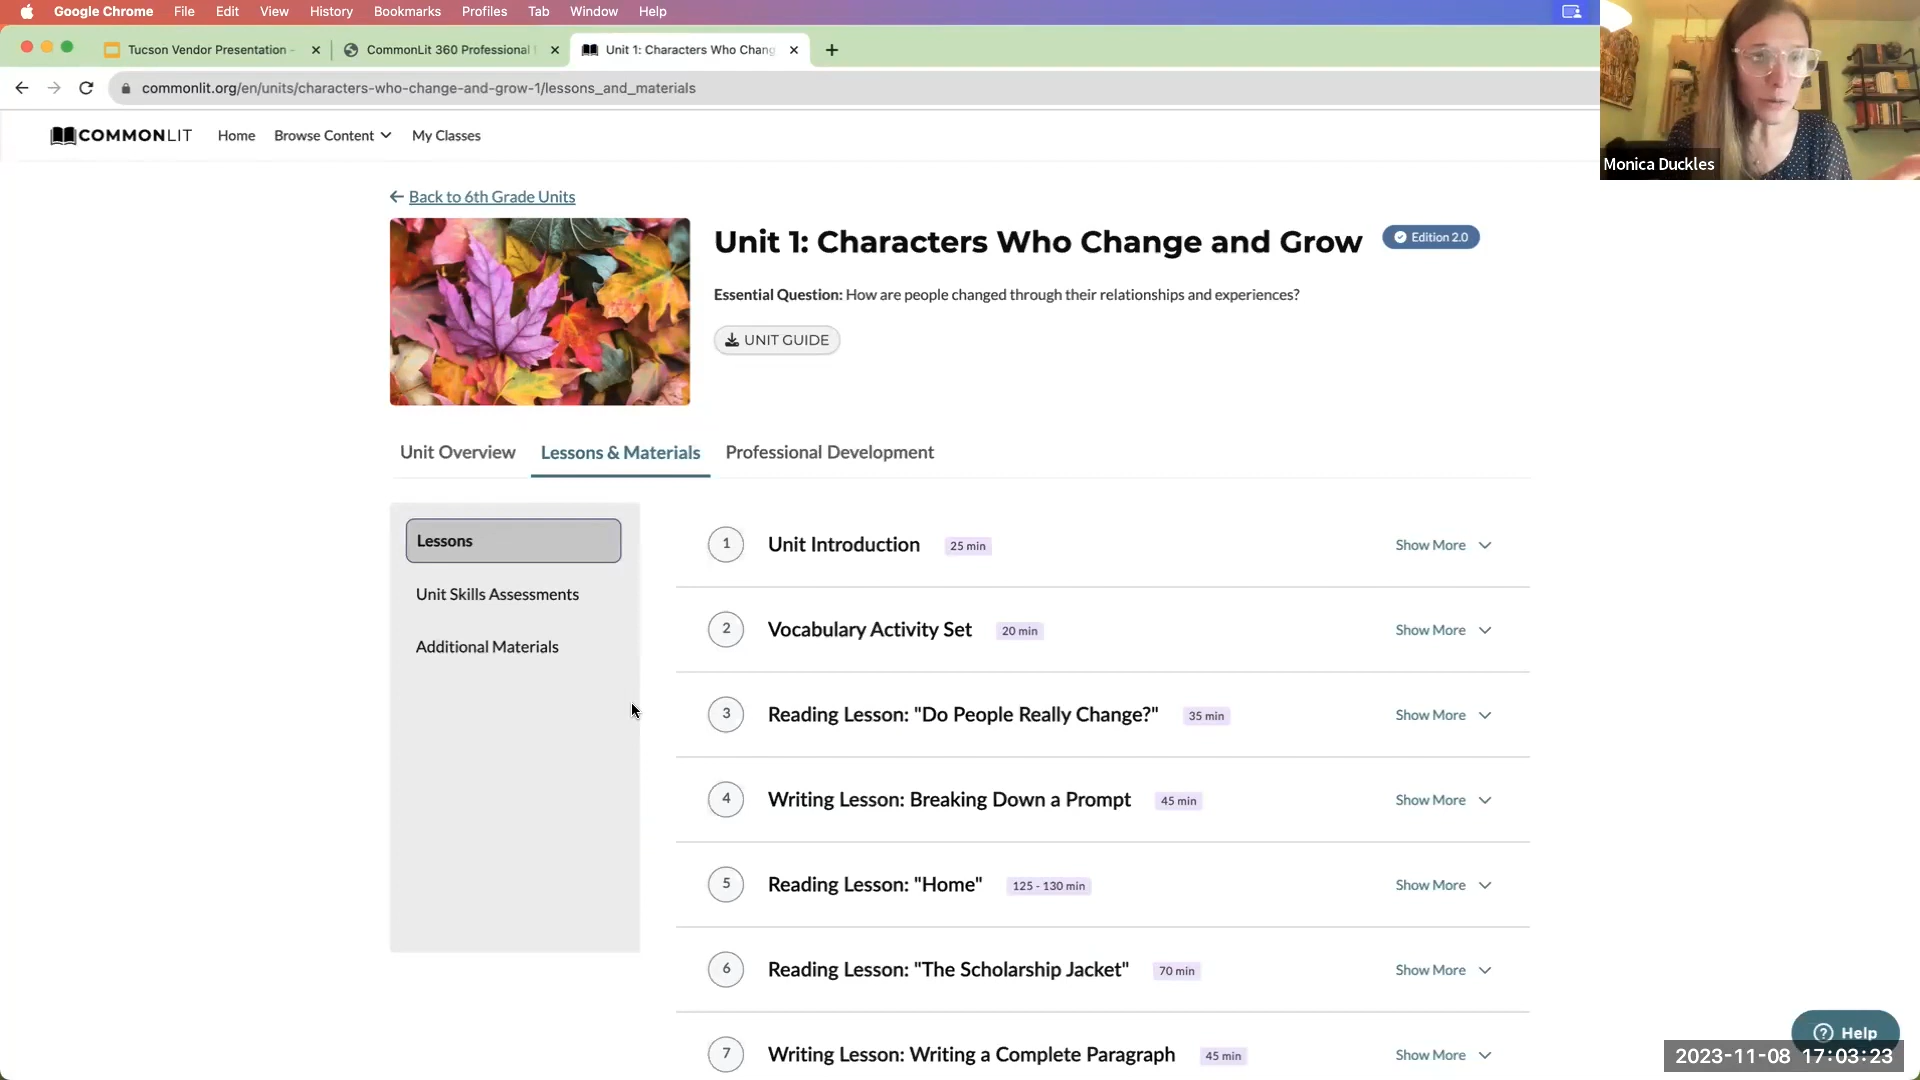 Google Chrome File Edit View History Bookmarks Profiles Tab Window Help
Tucson Vendor Presentation - CommonLit 360 Professional Unit 1: Characters Who Chang
commonlit.org/en/units/characters-who-change-and-grow-1/lessons_and_materials
COMMONLIT Home Browse Content My Classes
Monica Duckles
Back to 6th Grade Units
Unit 1: Characters Who Change and Grow Edition 2.0
Essential Question: How are people changed through their relationships and experiences?
UNIT GUIDE
Unit Overview Lessons & Materials Professional Development
Lessons
Unit Skills Assessments
Additional Materials
1 Unit Introduction 25 min Show More
2 Vocabulary Activity Set 20 min Show More
3 Reading Lesson: "Do People Really Change?" 35 min Show More
4 Writing Lesson: Breaking Down a Prompt 45 min Show More
5 Reading Lesson: "Home" 125 - 130 min Show More
6 Reading Lesson: "The Scholarship Jacket" 70 min Show More
7 Writing Lesson: Writing a Complete Paragraph 45 min Show More
Help
2023-11-08 17:03:23